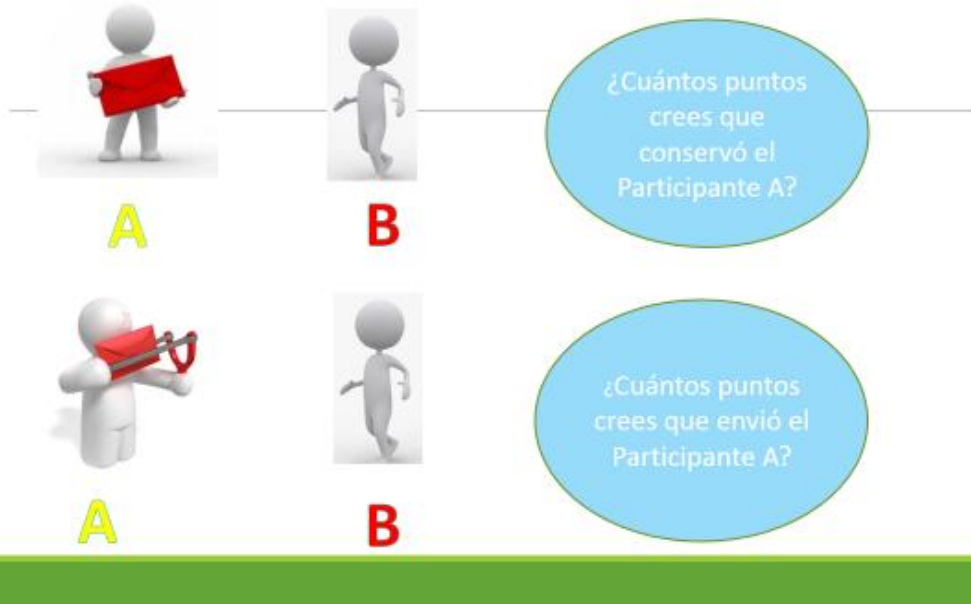 ¿Cuántos puntos
crees que
conservó el
Participante A?
A
B
¿Cuántos puntos
crees que envió el
Participante A?
A
B